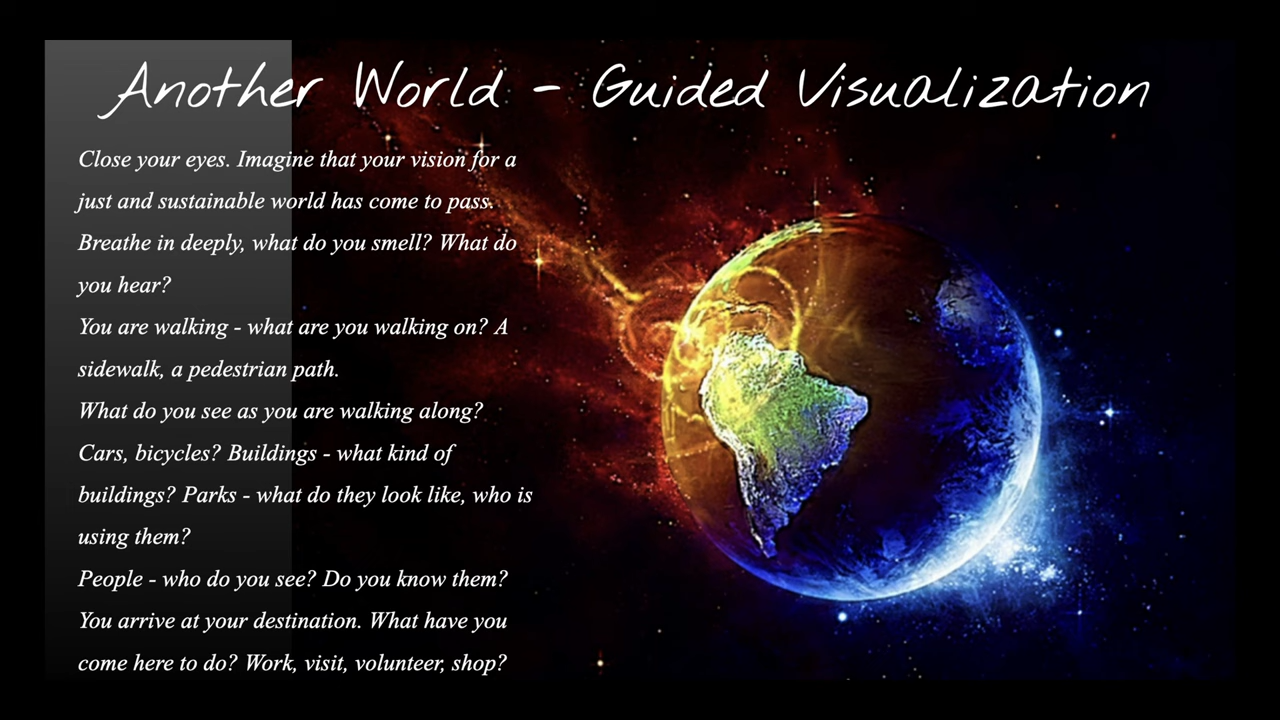 Another World - Guided Visualization
Close your eyes. Imagine that your vision for a
just and sustainable world has come to pass.
Breathe in deeply, what do you smell? What do
you hear?
You are walking - what are you walking on? A
sidewalk, a pedestrian path.
What do you see as you are walking along?
Cars, bicycles? Buildings - what kind of
buildings? Parks - what do they look like, who is
using them?
People - who do you see? Do you know them?
You arrive at your destination. What have you
come here to do? Work, visit, volunteer, shop?